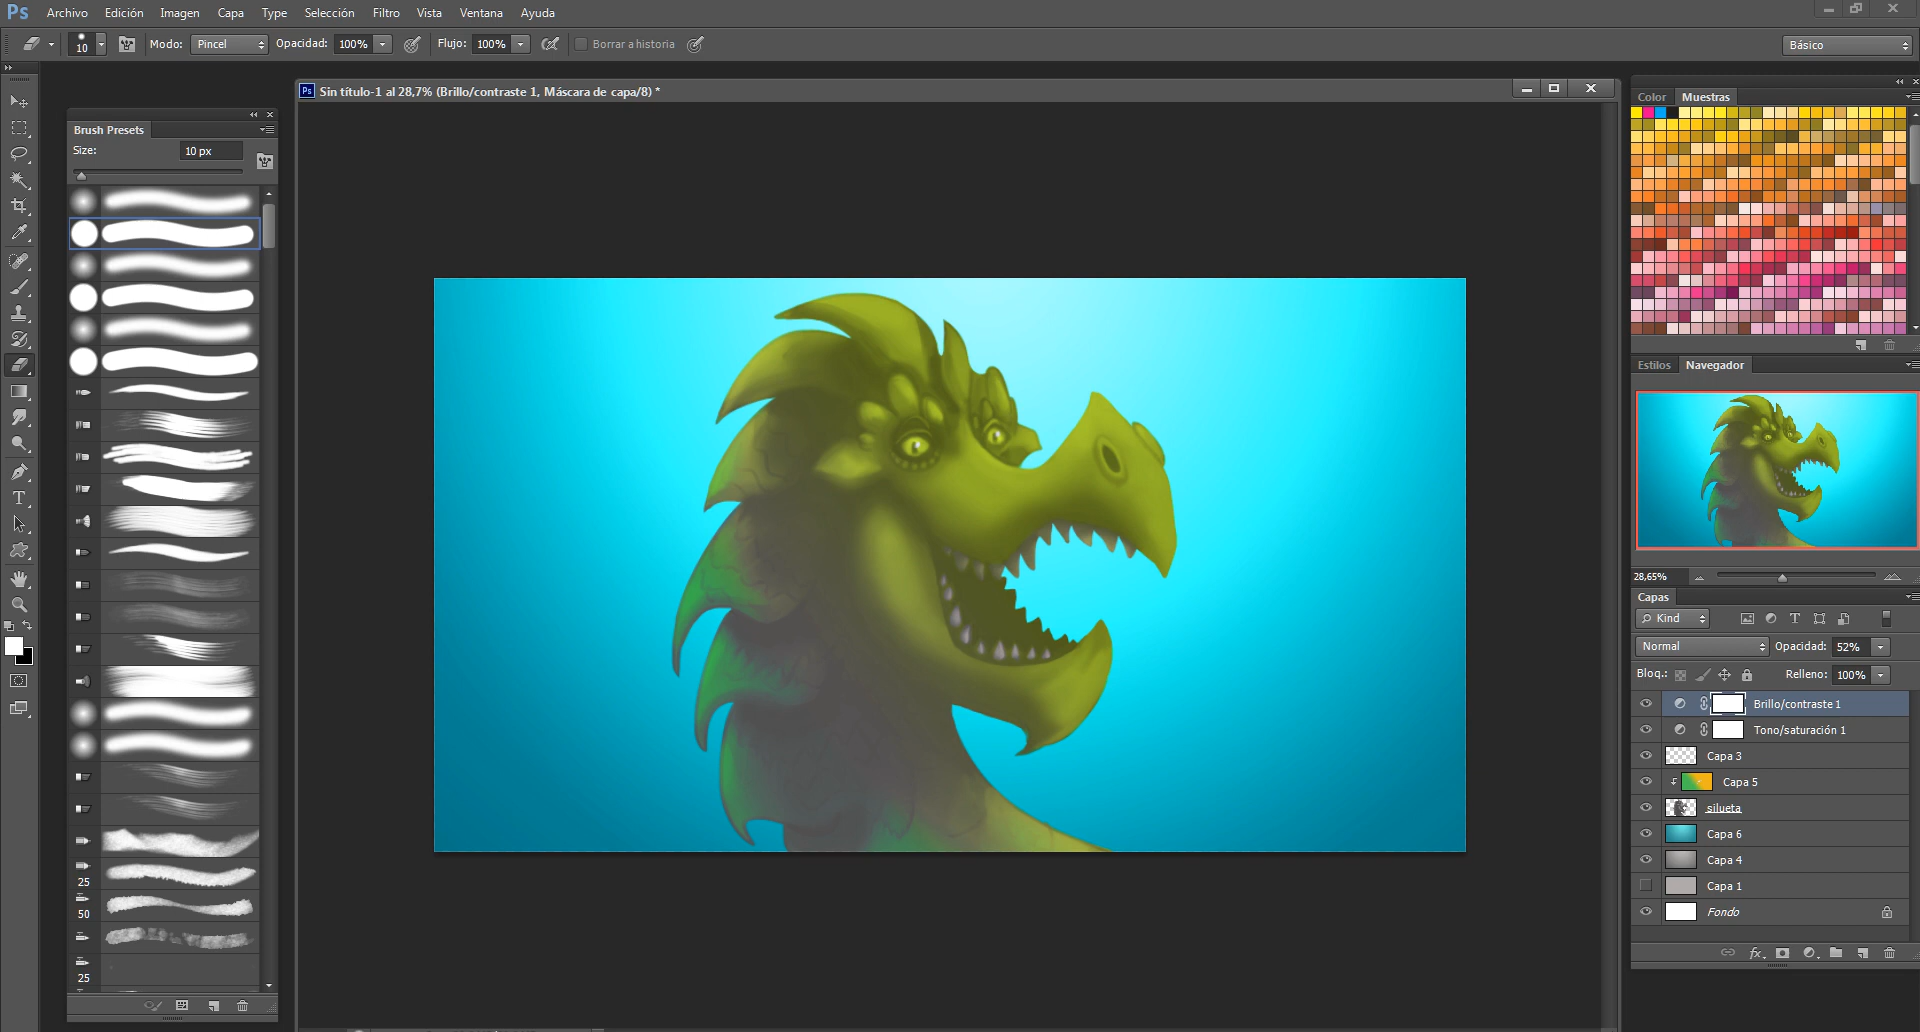 Ps Archivo Edición Imagen Capa Type Selección Filtro Vista Ventana Ayuda
10 Modo: Pincel Opacidad: 100% Flujo: 100% Borrar a historia Básico
Ps Sin título-1 al 28,7% (Brillo/contraste 1, Máscara de capa/8) *
Brush Presets
Size: 10 px
25
50
25
T
Color Muestras
Estilos Navegador
28,65%
Capas
Kind T
Normal Opacidad: 52%
Bloq.: Relleno: 100%
Brillo/contraste 1
Tono/saturación 1
Capa 3
Capa 5
silueta
Capa 6
Capa 4
Capa 1
Fondo
fx